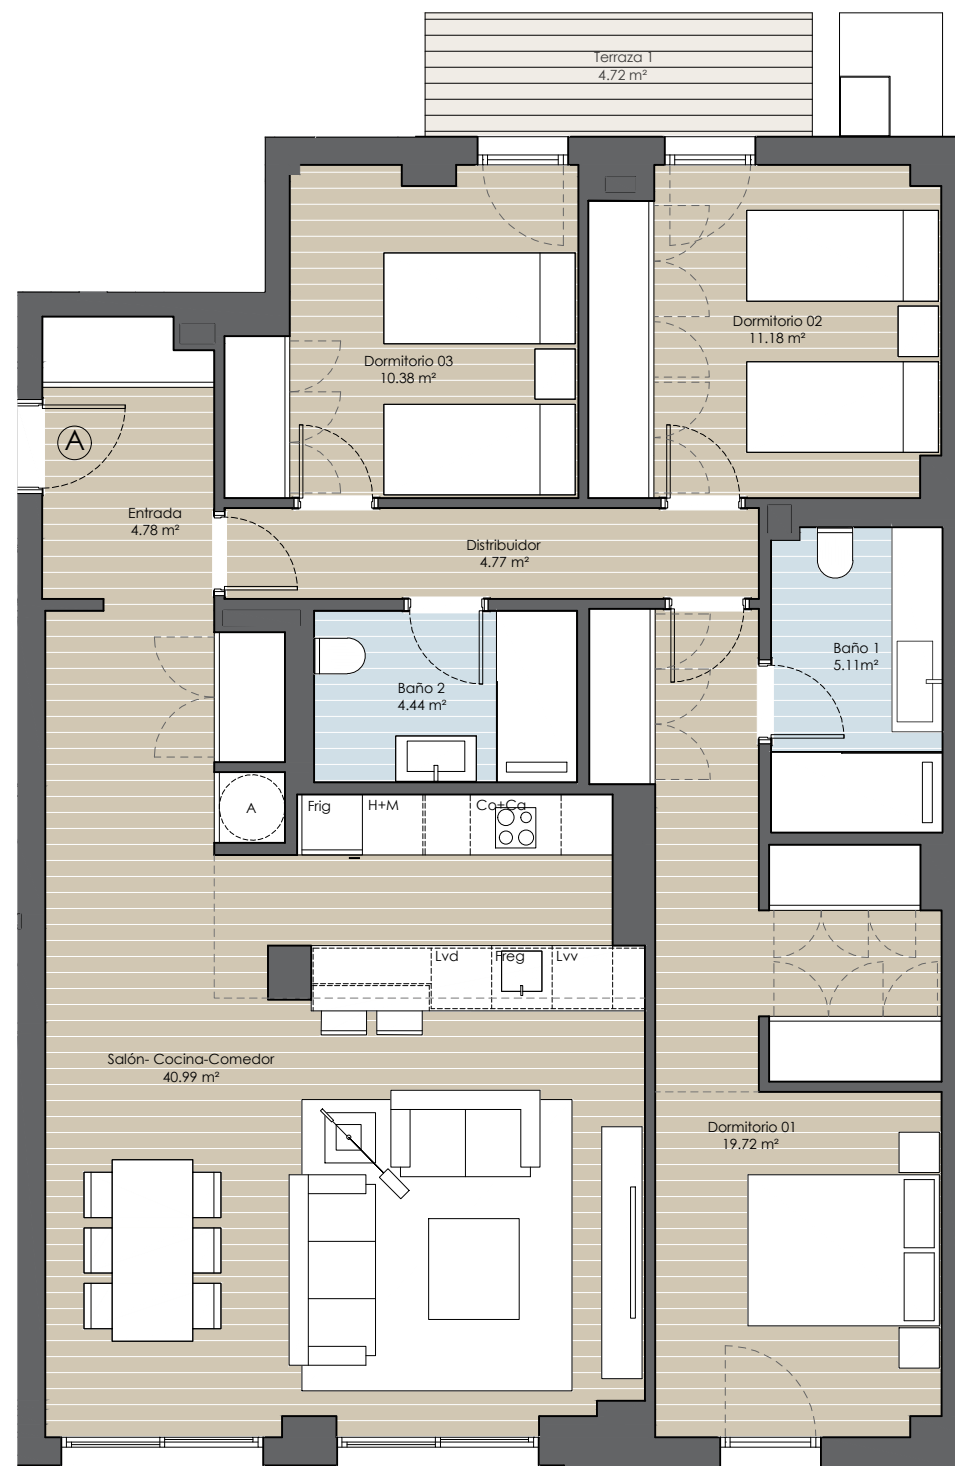 Terraza 1
4.72 m²
Dormitorio 02
11.18 m²
Dormitorio 03
10.38 m²
A
Entrada
4.78 m²
Distribuidor
4.77 m²
Baño 1
5.11m²
Baño 2
4.44 m²
A
Frig
H+M
Co+Ca
Lvd
Freg
Lvv
Salón- Cocina-Comedor
40.99 m²
Dormitorio 01
19.72 m²